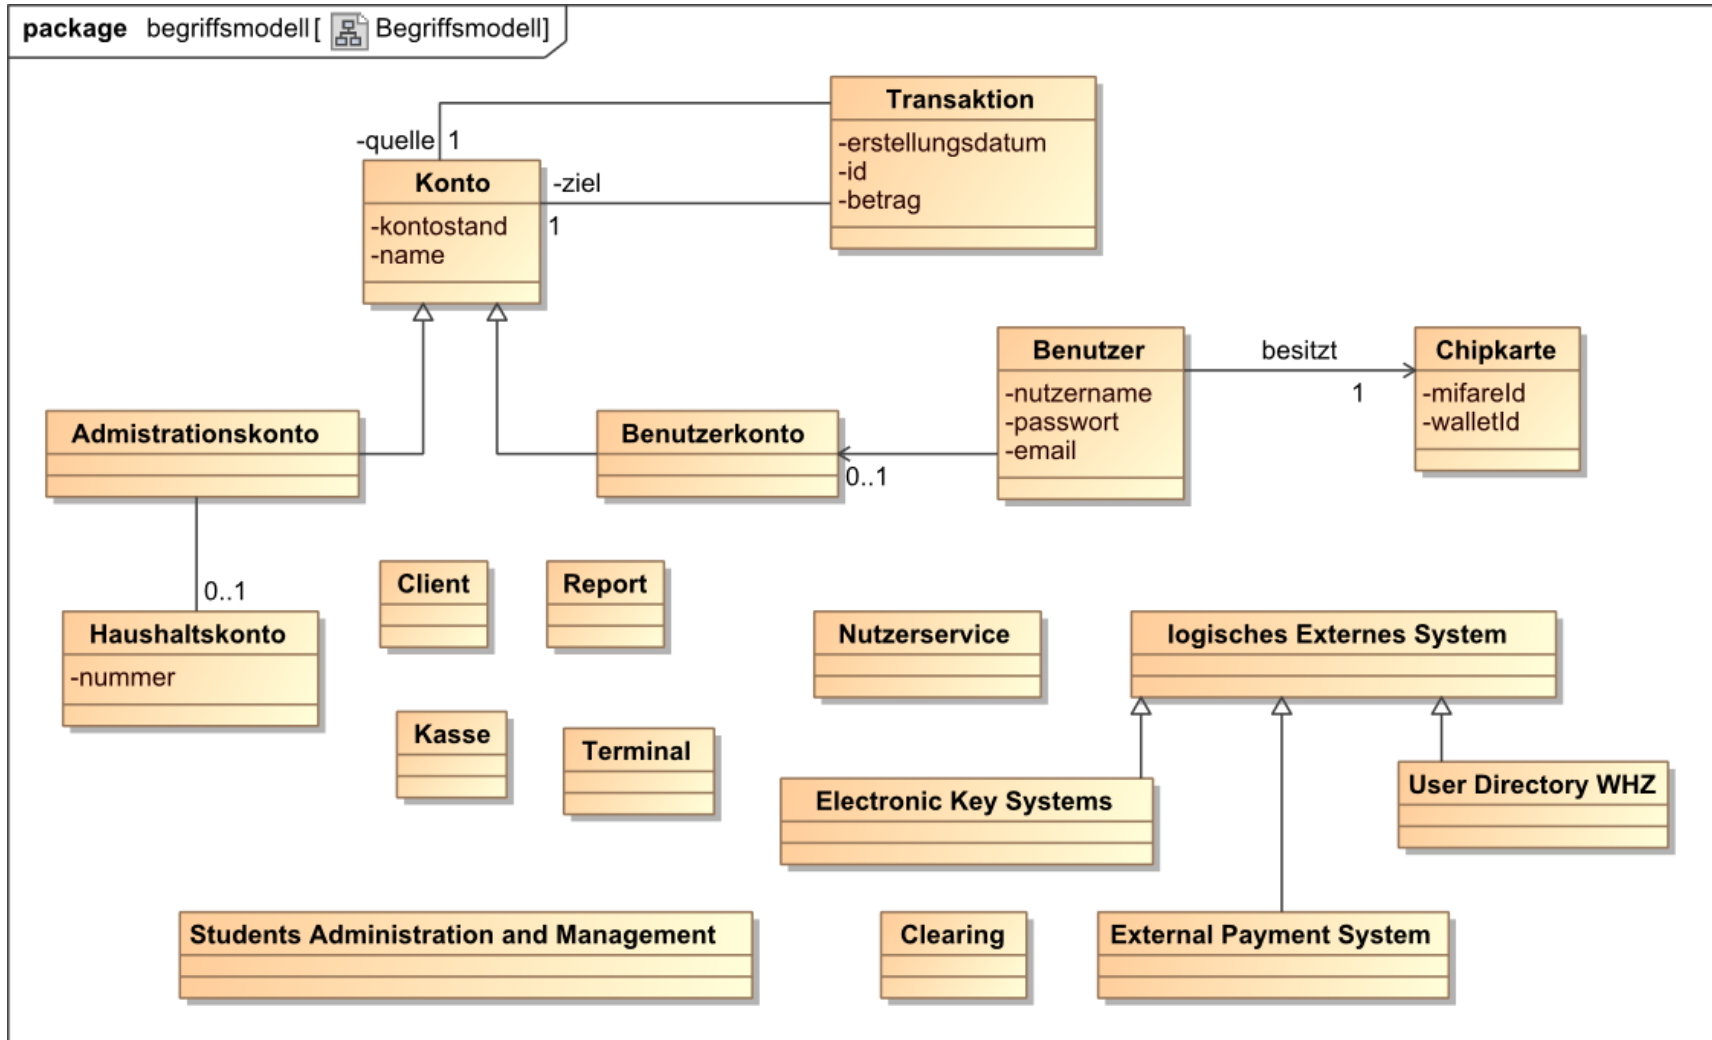 package begriffsmodell[ Begriffsmodell]
Transaktion
-erstellungsdatum
-id
-betrag
-quelle 1
Konto
-kontostand
-name
-ziel
1
Benutzer
-nutzername
-passwort
-email
besitzt
1
Chipkarte
-mifareId
-walletId
Admistrationskonto
Benutzerkonto
0..1
0..1
Haushaltskonto
-nummer
Client
Report
Nutzerservice
logisches Externes System
Kasse
Terminal
Electronic Key Systems
User Directory WHZ
Students Administration and Management
Clearing
External Payment System